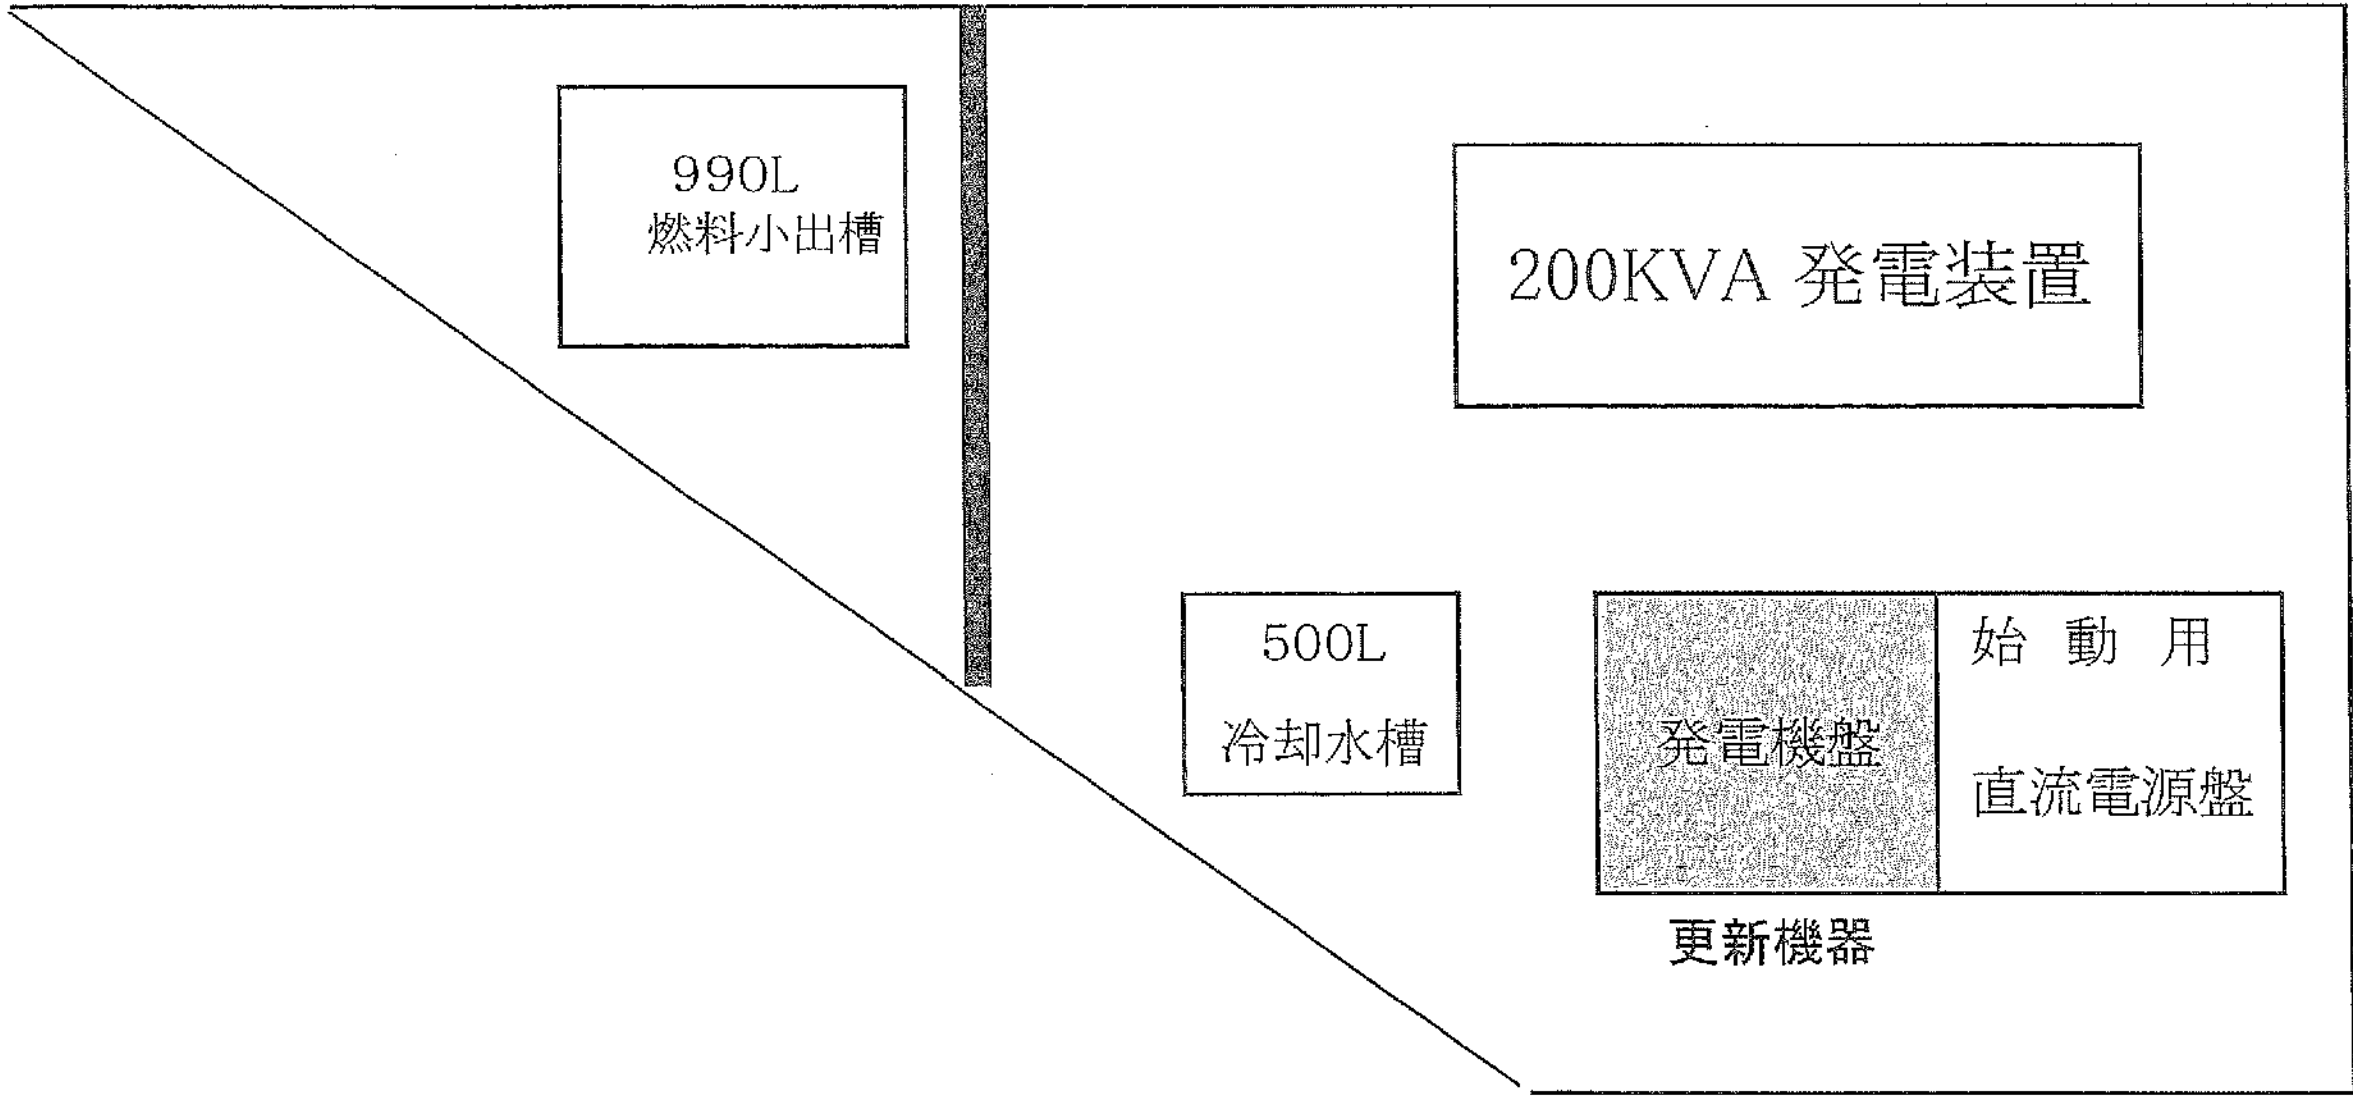 990L
燃料小出槽
200KVA 発電装置
500L
冷却水槽
発電機盤
始 動 用
直流電源盤
更新機器